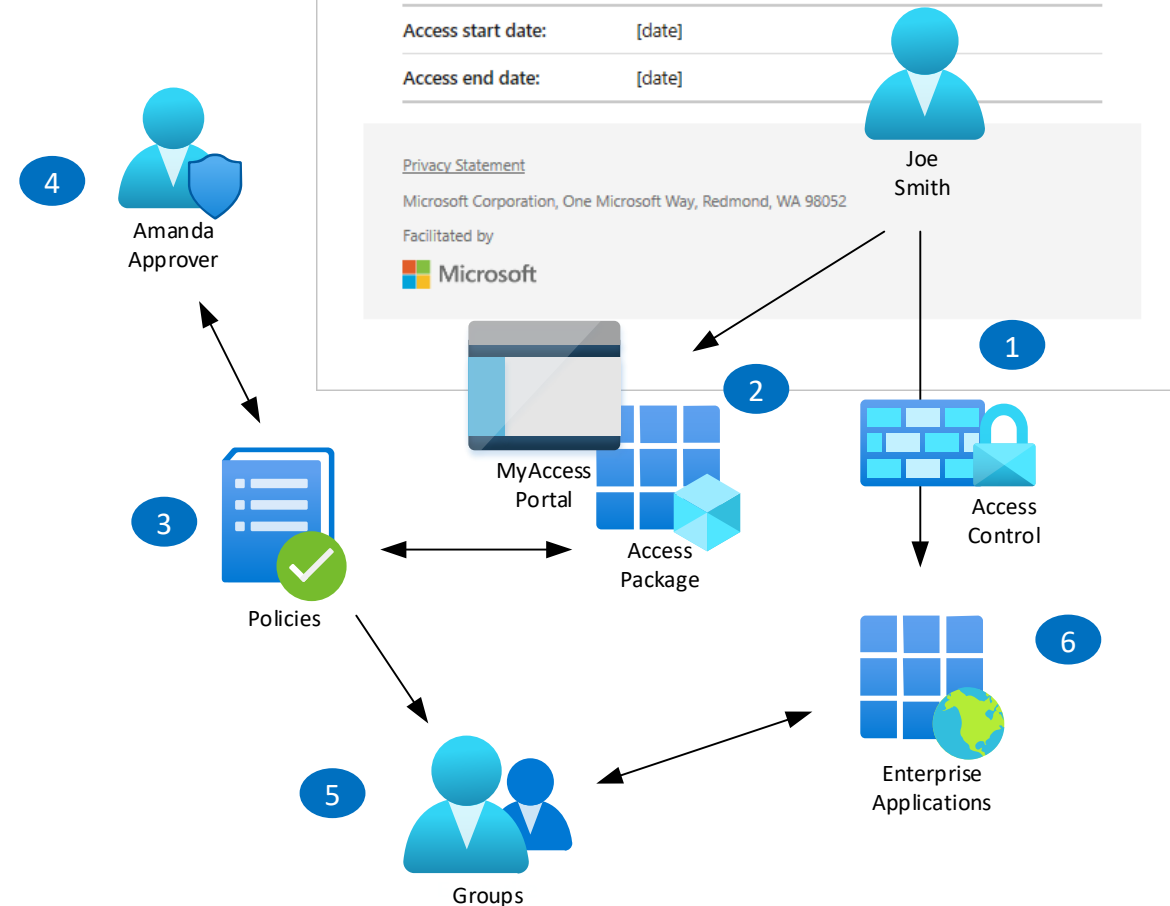 Access start date: [date]
Access end date: [date]
Joe
Smith
4
Privacy Statement
Microsoft Corporation, One Microsoft Way, Redmond, WA 98052
Facilitated by
Microsoft
Amanda
Approver
1
2
MyAccess
Portal
3
Access
Control
Access
Package
Policies
6
5
Enterprise
Applications
Groups